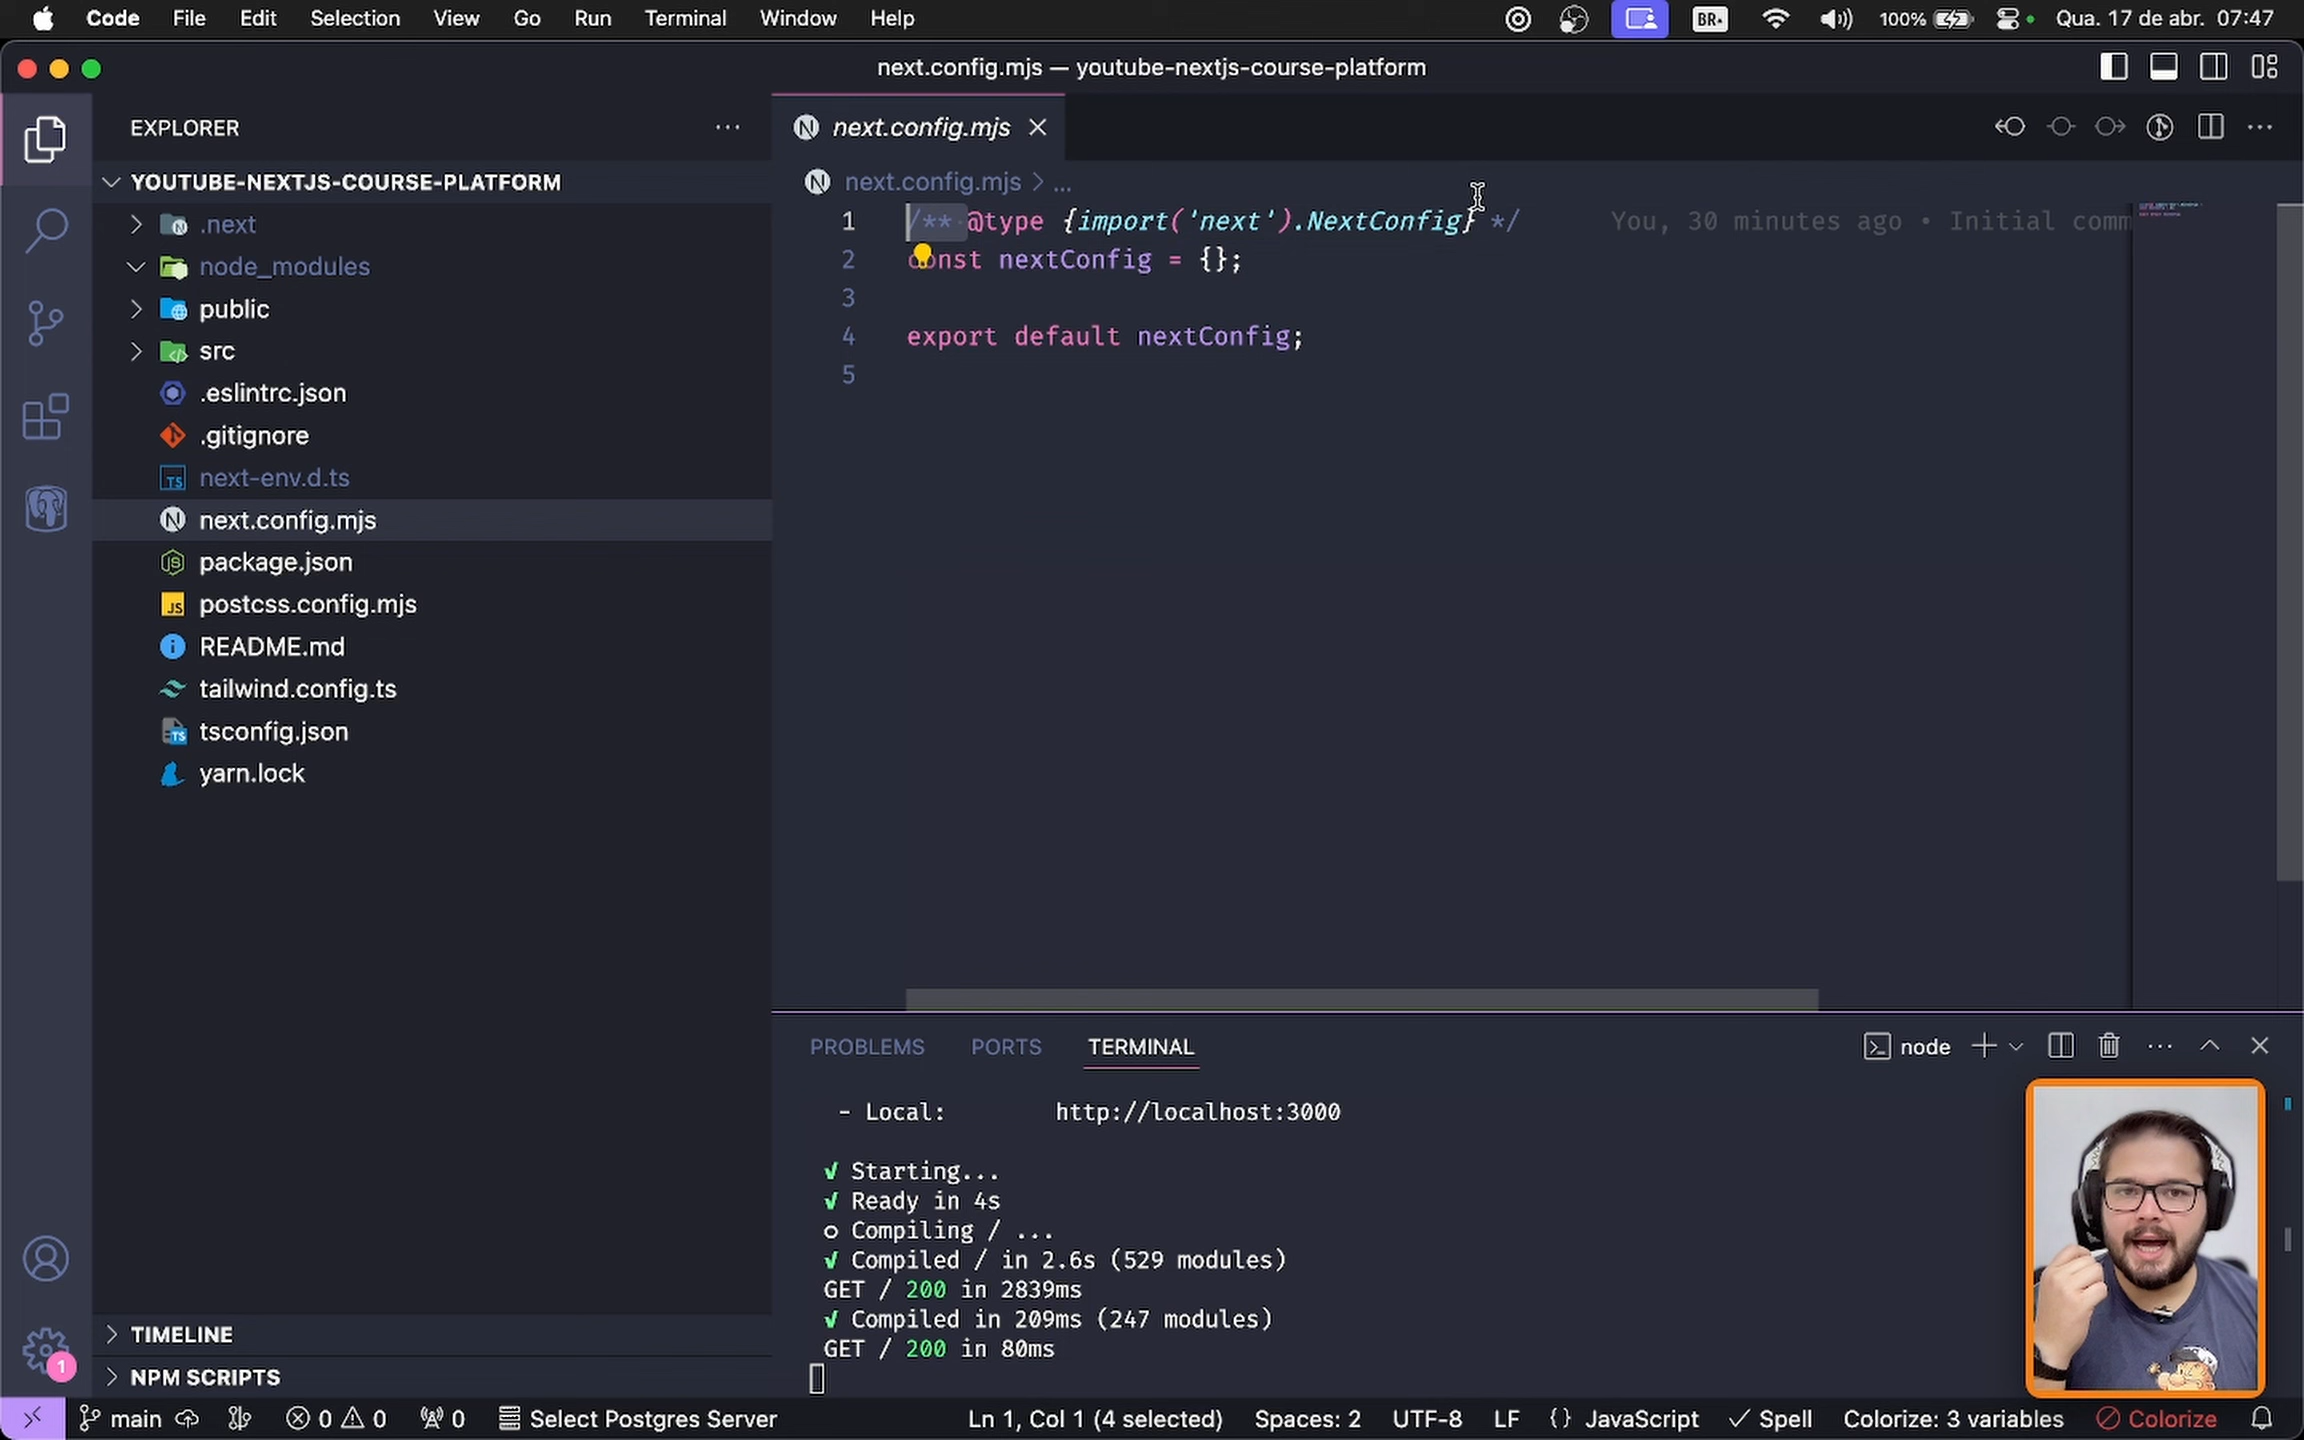 Code File Edit Selection View Go Run Terminal Window Help BR 100% Qua. 17 de abr. 07:47
next.config.mjs — youtube-nextjs-course-platform
EXPLORER
YOUTUBE-NEXTJS-COURSE-PLATFORM
.next
node_modules
public
src
.eslintrc.json
.gitignore
next-env.d.ts
next.config.mjs
package.json
postcss.config.mjs
README.md
tailwind.config.ts
tsconfig.json
yarn.lock
TIMELINE
NPM SCRIPTS
next.config.mjs
next.config.mjs > ...
1 /** @type {import('next').NextConfig} */ You, 30 minutes ago • Initial comm
2 const nextConfig = {};
3
4 export default nextConfig;
5
PROBLEMS PORTS TERMINAL node
- Local: http://localhost:3000
✓ Starting...
✓ Ready in 4s
○ Compiling / ...
✓ Compiled / in 2.6s (529 modules)
GET / 200 in 2839ms
✓ Compiled in 209ms (247 modules)
GET / 200 in 80ms
1
main 0 0 0 Select Postgres Server Ln 1, Col 1 (4 selected) Spaces: 2 UTF-8 LF {} JavaScript ✓ Spell Colorize: 3 variables Colorize